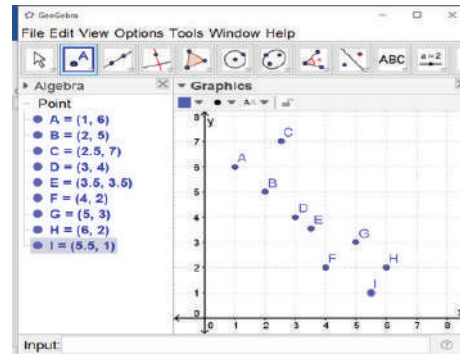 GeoGebra
File Edit View Options Tools Window Help
A ABC a=2
Algebra
Graphics
Point
AA
A = (1, 6)
B = (2, 5)
C = (2.5, 7)
D = (3, 4)
E = (3.5, 3.5)
F = (4, 2)
G = (5, 3)
H = (6, 2)
I = (5.5, 1)
8 y
7 C
6 A
5 B
4 D
E
3 G
2 F H
1 I
0
0 1 2 3 4 5 6 7 8
Input: